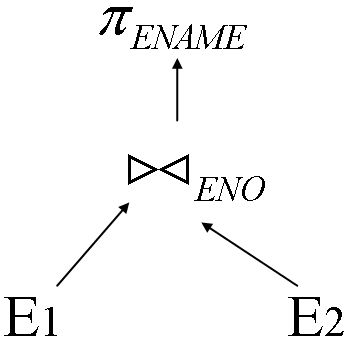 π ENAME
⋈ ENO
E1 E2